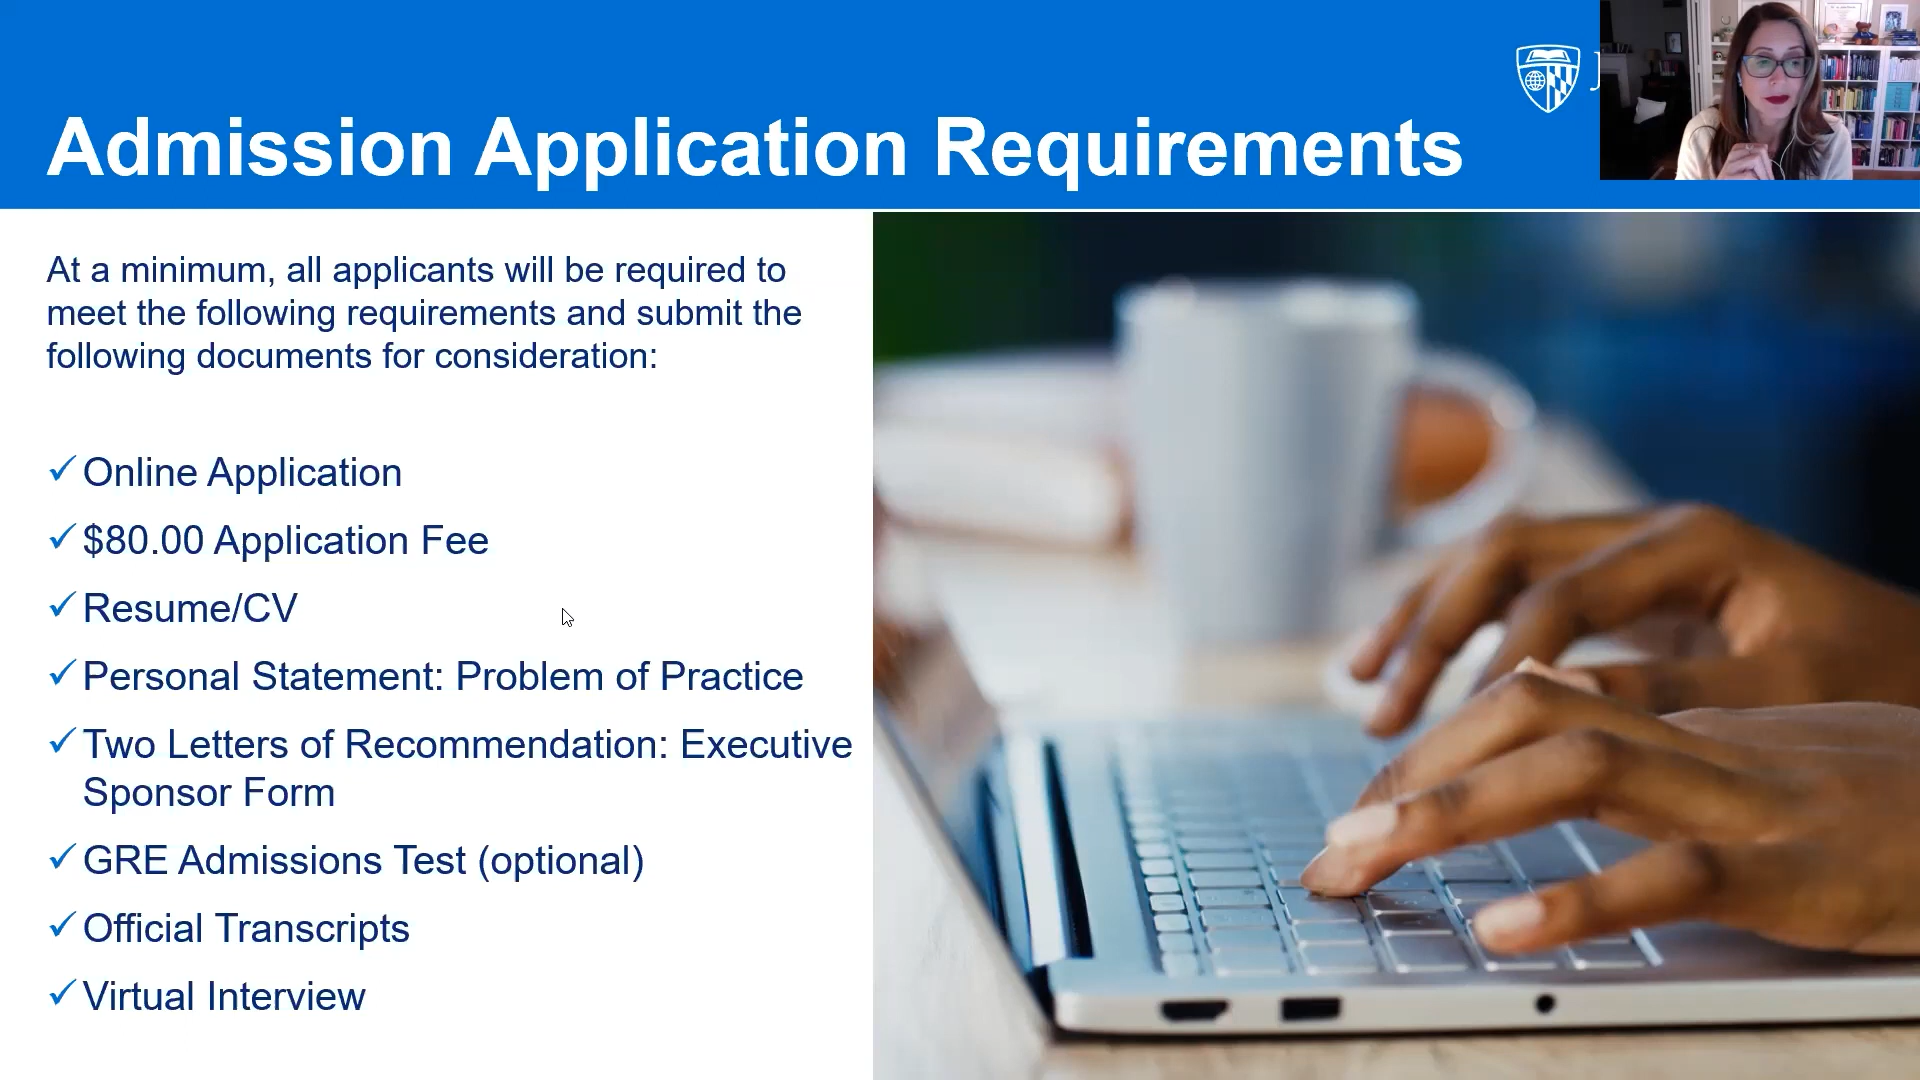 Admission Application Requirements
At a minimum, all applicants will be required to
meet the following requirements and submit the
following documents for consideration:
✓ Online Application
✓ $80.00 Application Fee
✓ Resume/CV
✓ Personal Statement: Problem of Practice
✓ Two Letters of Recommendation: Executive
Sponsor Form
✓ GRE Admissions Test (optional)
✓ Official Transcripts
✓ Virtual Interview